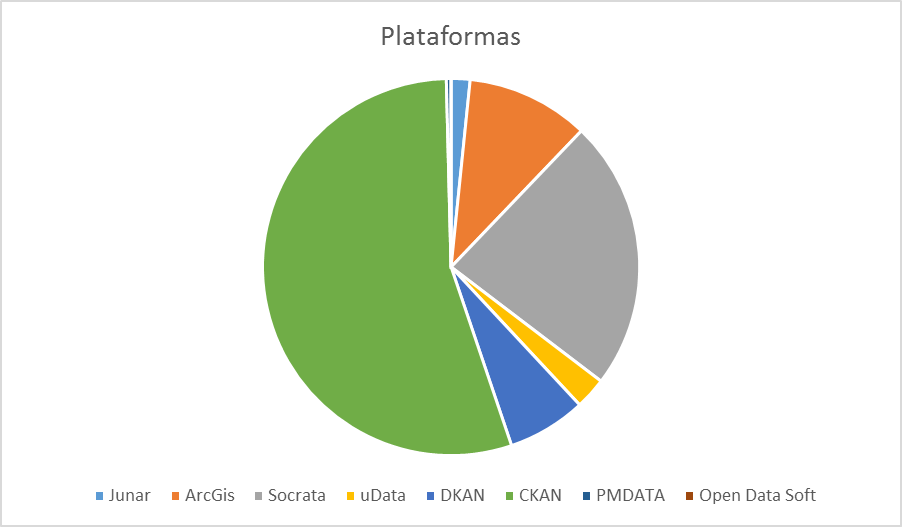 Plataformas
Junar ArcGis Socrata uData DKAN CKAN PMDATA Open Data Soft